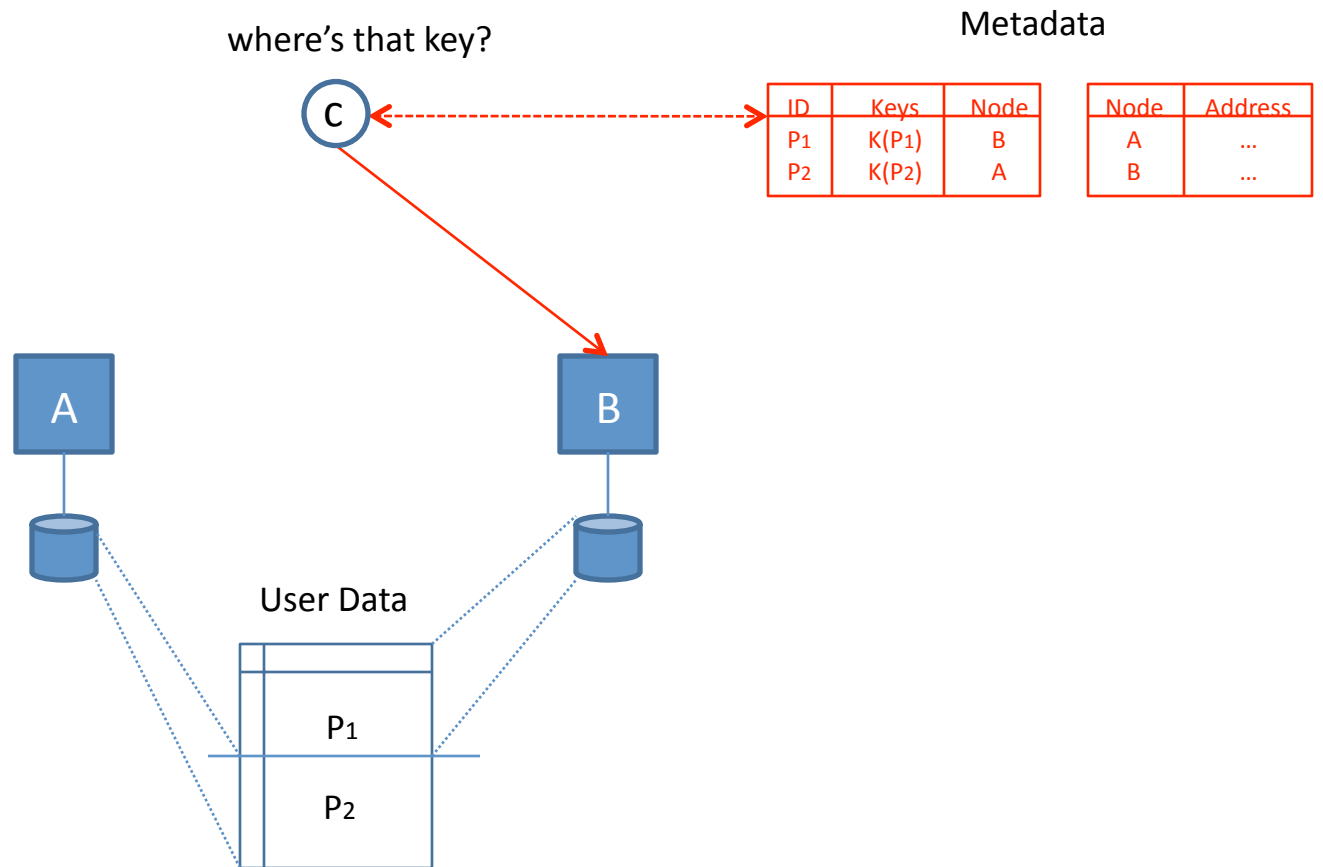 where’s that key?
Metadata
C
ID Keys Node
P1 K(P1) B
P2 K(P2) A
Node Address
A ...
B ...
A
B
User Data
P1
P2